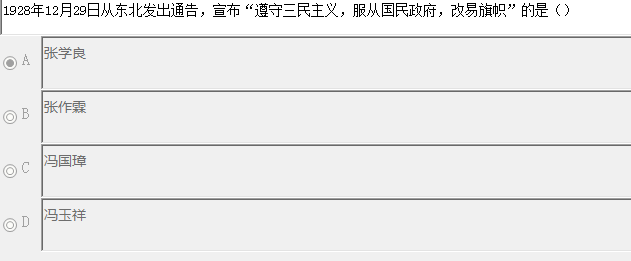 1928年12月29日从东北发出通告，宣布“遵守三民主义，服从国民政府，改易旗帜”的是（）
A 张学良
B 张作霖
C 冯国璋
D 冯玉祥